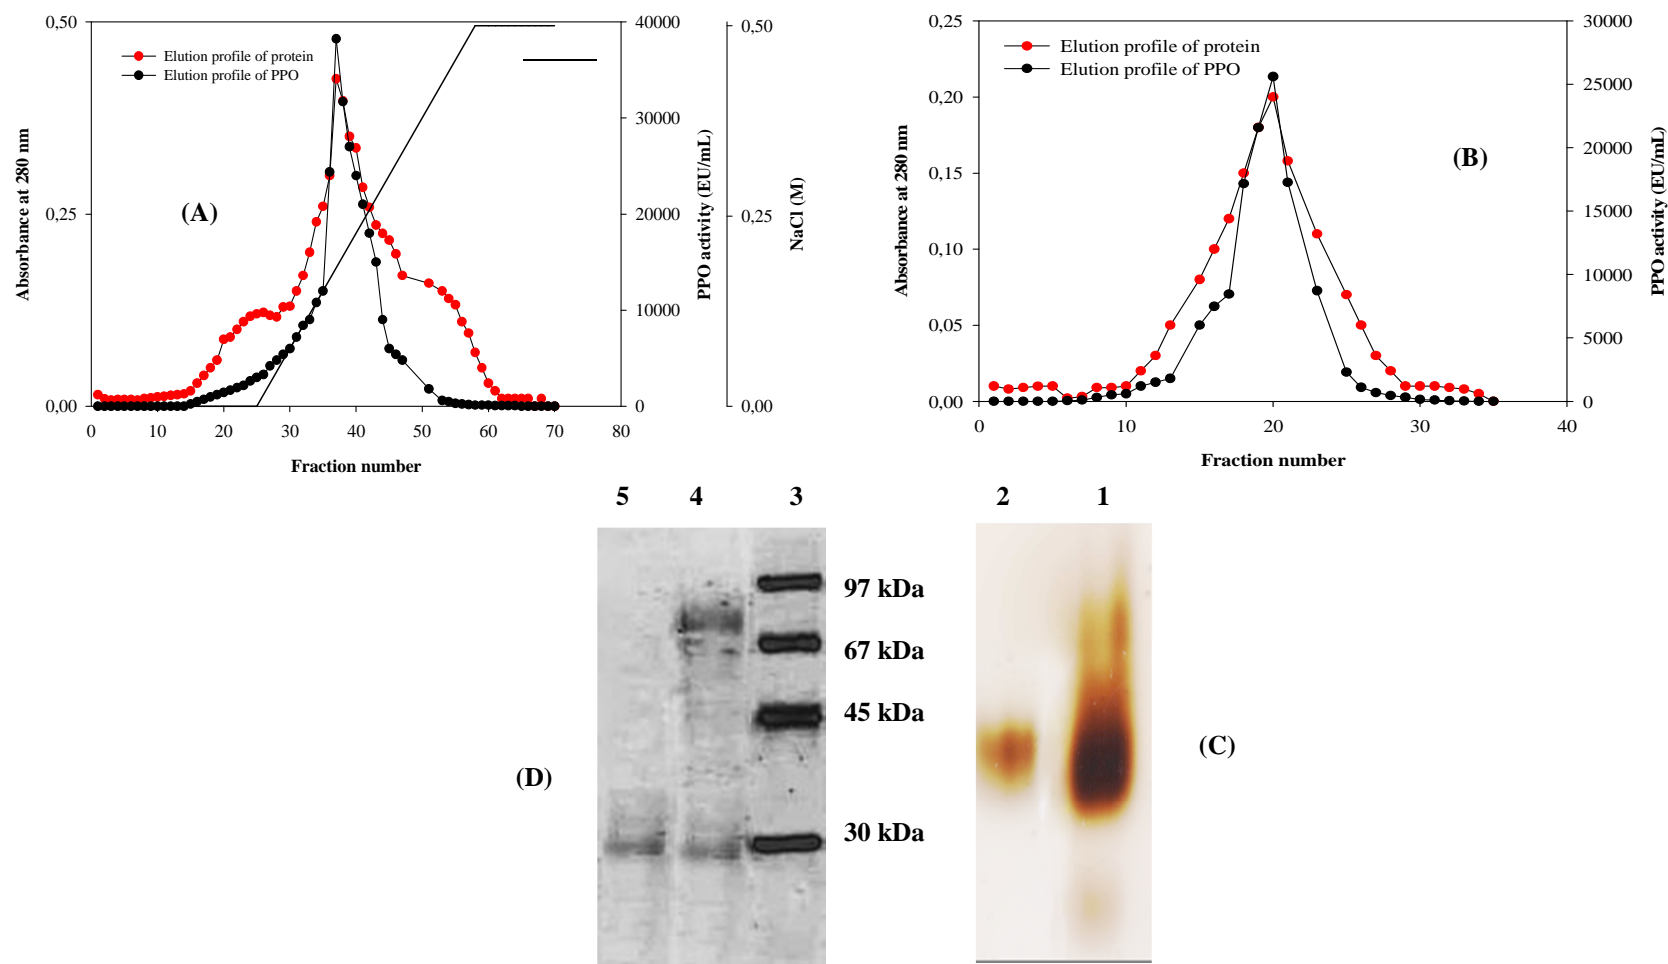 0,50
0,25
0,00
Absorbance at 280 nm
Elution profile of protein
Elution profile of PPO
(A)
0 10 20 30 40 50 60 70 80
Fraction number
40000
30000
20000
10000
0
PPO activity (EU/mL)
0,50
0,25
0,00
NaCl (M)
0,25
0,20
0,15
0,10
0,05
0,00
Absorbance at 280 nm
Elution profile of protein
Elution profile of PPO
(B)
0 10 20 30 40
Fraction number
30000
25000
20000
15000
10000
5000
0
PPO activity (EU/mL)
5 4 3
97 kDa
67 kDa
45 kDa
30 kDa
(D)
2 1
(C)